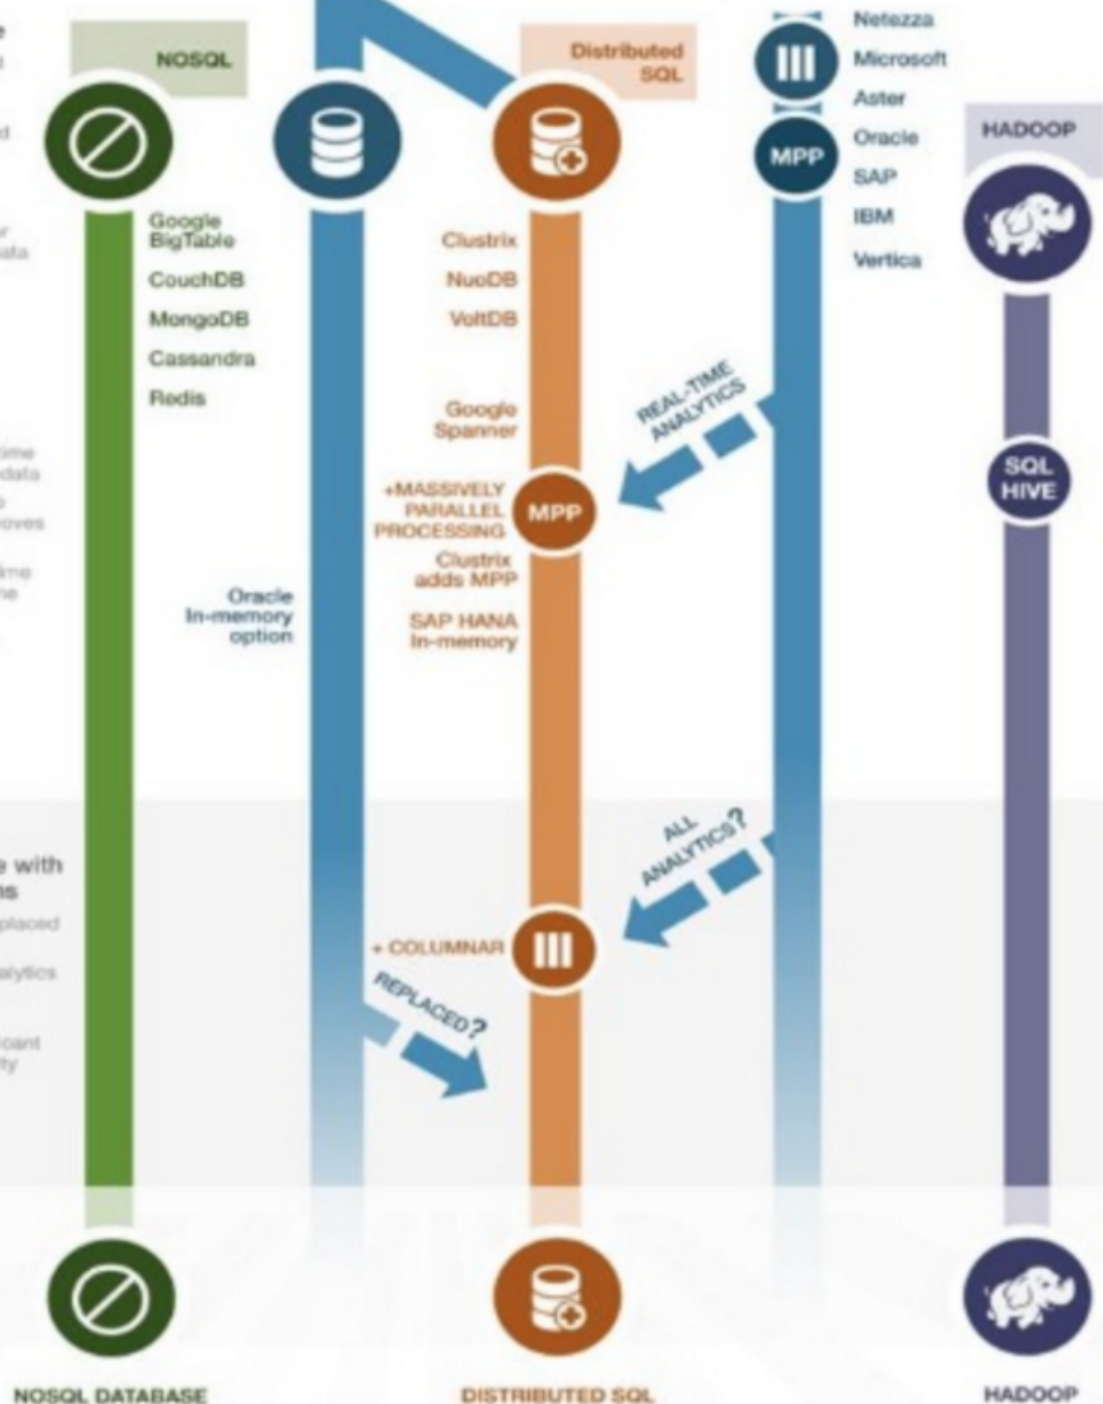 NOSQL
Distributed
SQL
Netezza
Microsoft
Aster
Oracle
SAP
IBM
Vertica
MPP
HADOOP
Google
BigTable
CouchDB
MongoDB
Cassandra
Redis
Clustrix
NuoDB
VoltDB
Google
Spanner
REAL-TIME
ANALYTICS
SQL
HIVE
+MASSIVELY
PARALLEL
PROCESSING
MPP
Clustrix
adds MPP
SAP HANA
In-memory
Oracle
In-memory
option
ALL
ANALYTICS?
+ COLUMNAR
REPLACED?
data
with
NOSQL DATABASE
DISTRIBUTED SQL
HADOOP